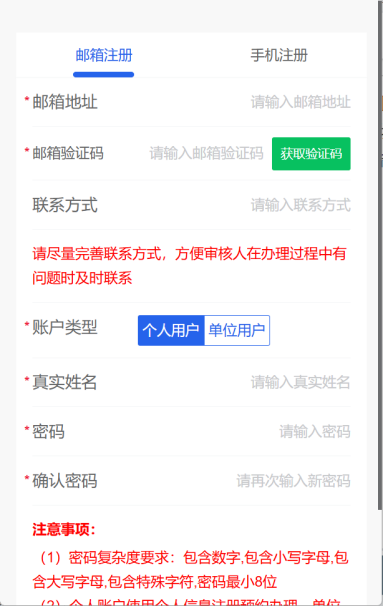 邮箱注册 手机注册
* 邮箱地址 请输入邮箱地址
* 邮箱验证码 请输入邮箱验证码 获取验证码
联系方式 请输入联系方式
请尽量完善联系方式，方便审核人在办理过程中有
问题时及时联系
* 账户类型 个人用户 单位用户
* 真实姓名 请输入真实姓名
* 密码 请输入密码
* 确认密码 请再次输入新密码
注意事项：
（1）密码复杂度要求：包含数字,包含小写字母,包
含大写字母,包含特殊字符,密码最小8位
（2）个人账户使用个人信息注册预约办理，单位